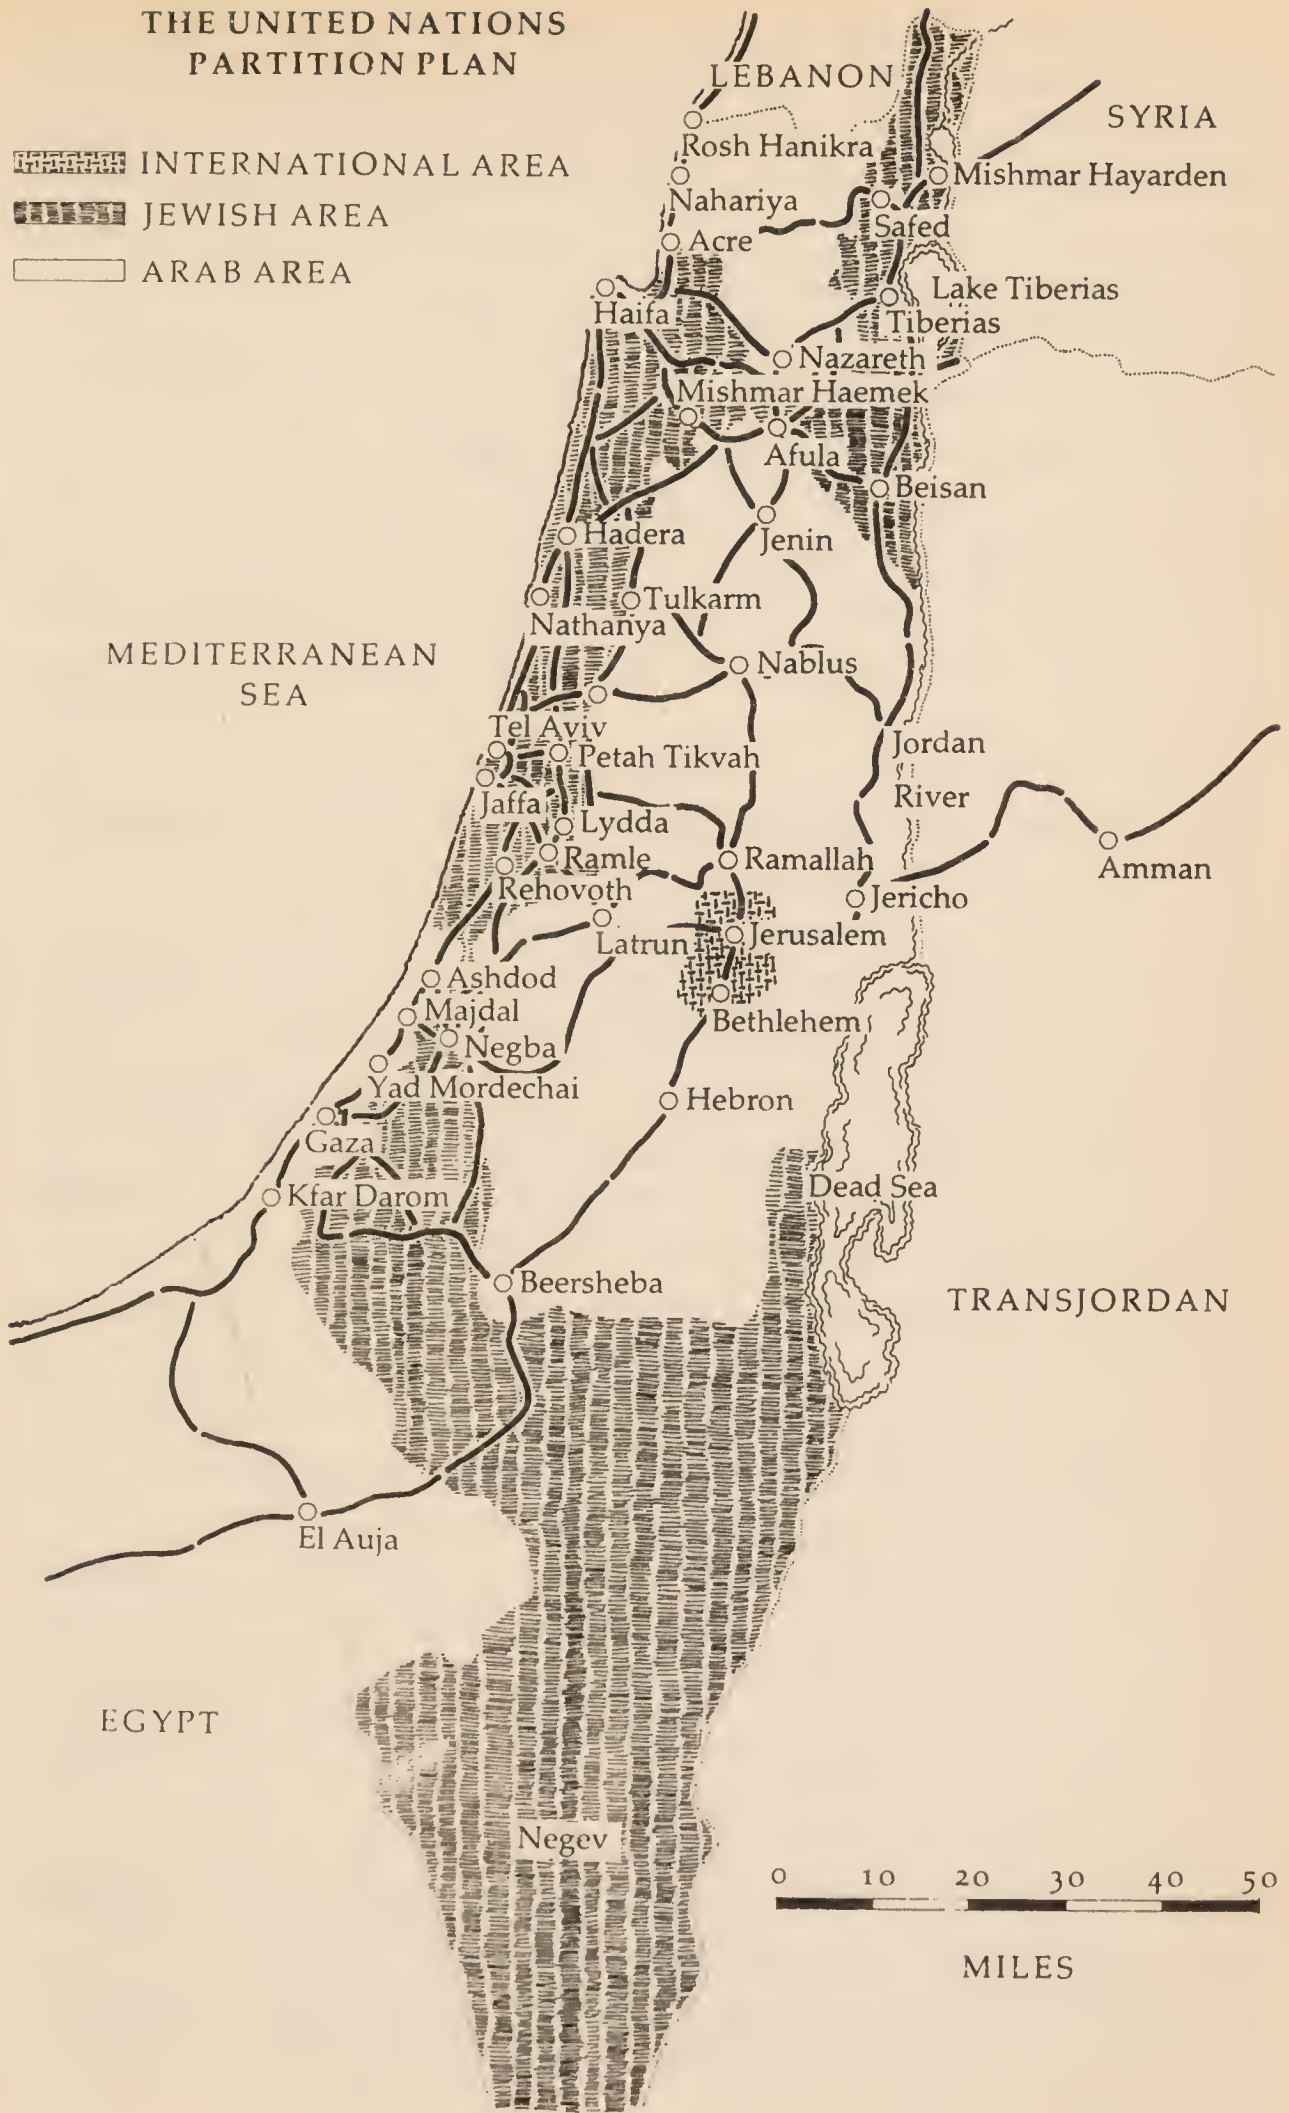 THE UNITED NATIONS
PARTITION PLAN
INTERNATIONAL AREA
JEWISH AREA
ARAB AREA
LEBANON
SYRIA
Rosh Hanikra
Mishmar Hayarden
Nahariya
Safed
Acre
Lake Tiberias
Haifa
Tiberias
Nazareth
Mishmar Haemek
Afula
Beisan
Hadera
Jenin
Tulkarm
Nathanya
MEDITERRANEAN
SEA
Nablus
Tel Aviv
Jordan
River
Petah Tikvah
Jaffa
Lydda
Ramle
Ramallah
Amman
Rehovoth
Jericho
Latrun
Jerusalem
Ashdod
Majdal
Bethlehem
Negba
Yad Mordechai
Hebron
Gaza
Dead Sea
Kfar Darom
Beersheba
TRANSJORDAN
El Auja
EGYPT
Negev
0 10 20 30 40 50
MILES